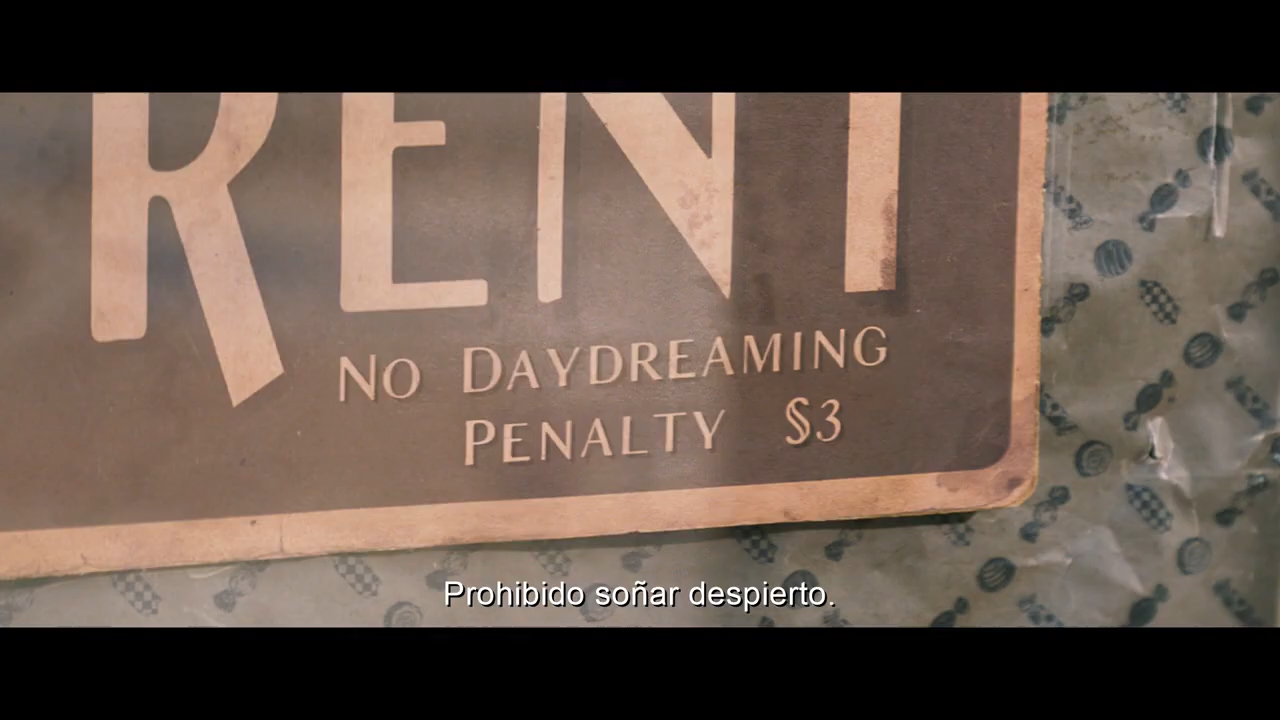 RENT
NO DAYDREAMING
PENALTY $3
Prohibido soñar despierto.